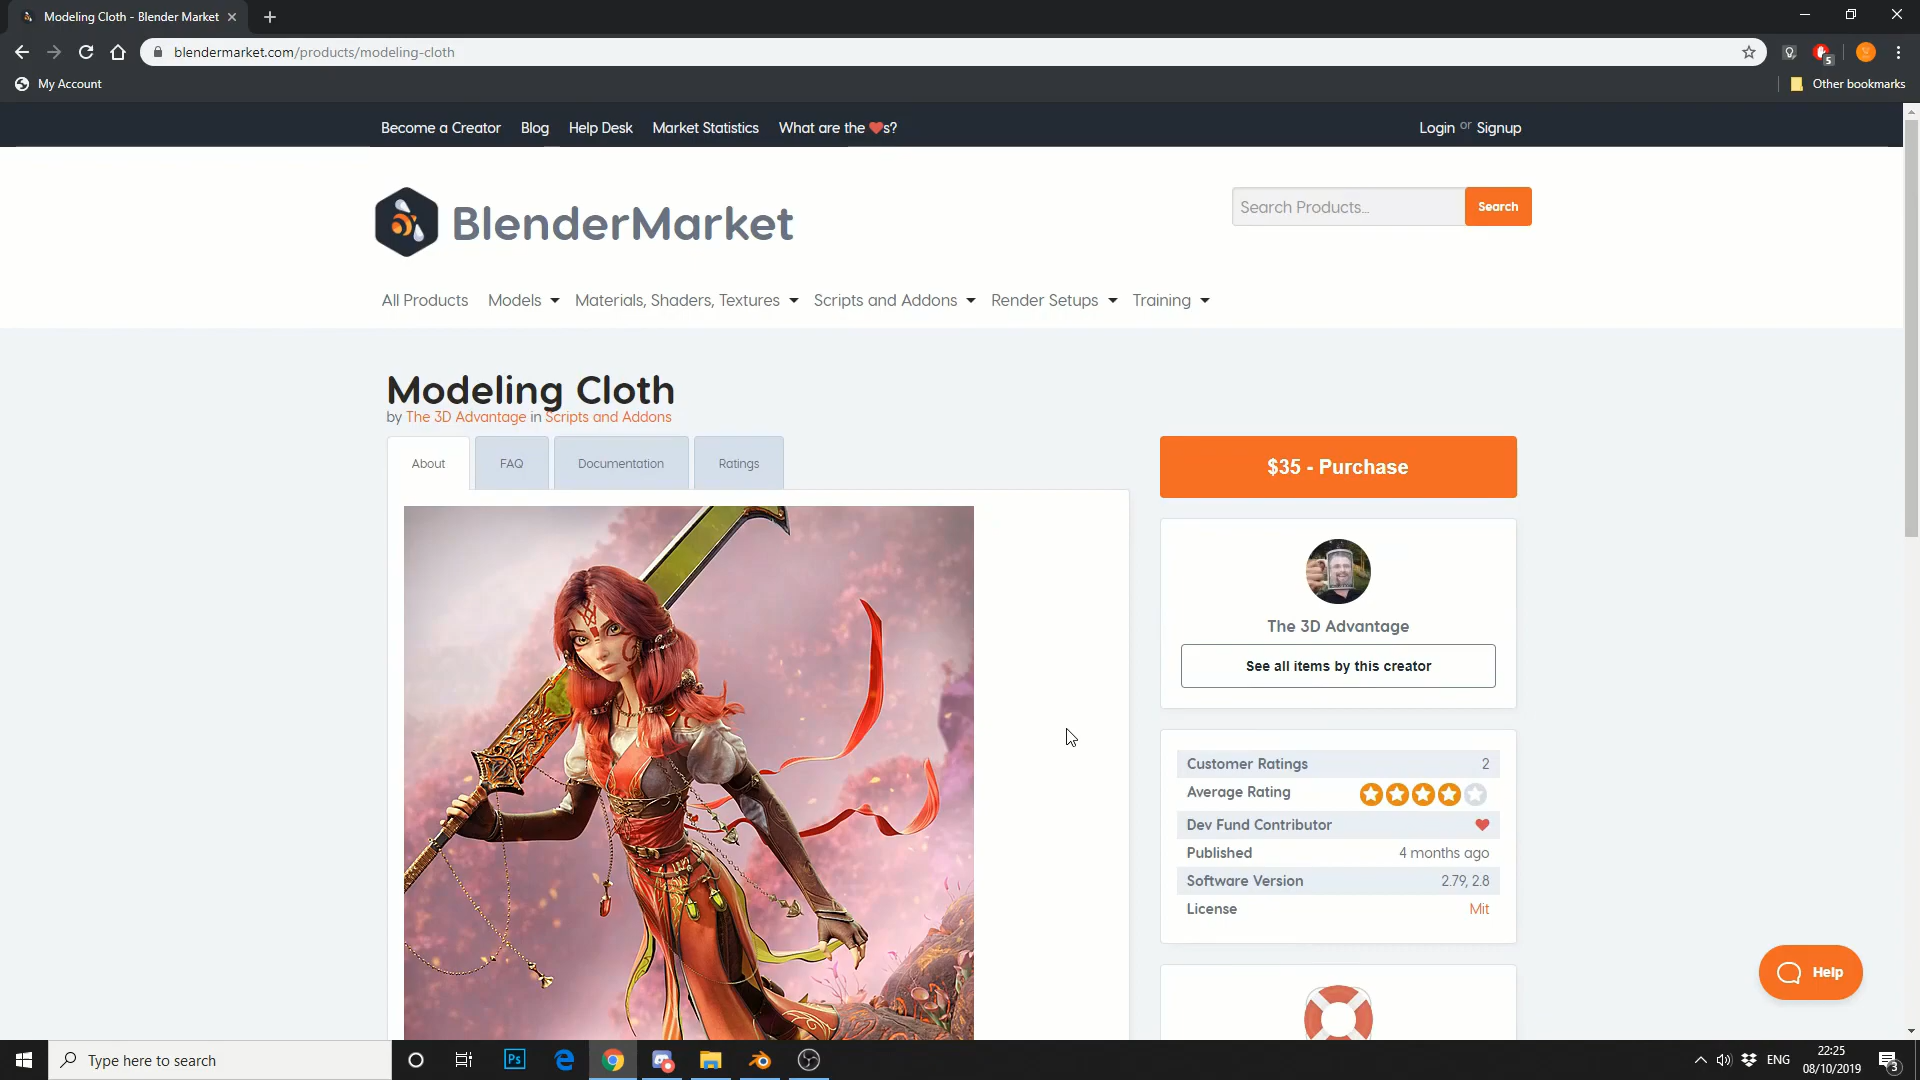 Modeling Cloth - Blender Market
blendermarket.com/products/modeling-cloth
5
My Account
Other bookmarks
Become a Creator
Blog
Help Desk
Market Statistics
What are the ❤s?
Login or Signup
BlenderMarket
Search Products...
Search
All Products
Models
Materials, Shaders, Textures
Scripts and Addons
Render Setups
Training
Modeling Cloth
by The 3D Advantage in Scripts and Addons
About
FAQ
Documentation
Ratings
$35 - Purchase
The 3D Advantage
See all items by this creator
Customer Ratings 2
Average Rating
Dev Fund Contributor
Published 4 months ago
Software Version 2.79, 2.8
License Mit
Help
Type here to search
Ps
ENG
22:25
08/10/2019
3